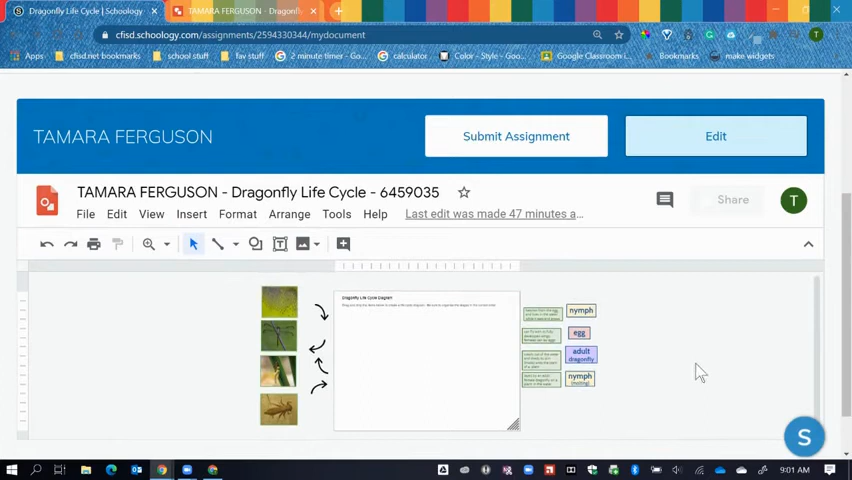 Dragonfly Life Cycle | Schoology
TAMARA FERGUSON - Dragonfly
cfisd.schoology.com/assignments/2594330344/mydocument
Apps cfisd.net bookmarks school stuff fav stuff 2 minute timer - Goo... calculator Color - Style - Goo... Google Classroom i... Bookmarks make widgets
TAMARA FERGUSON
Submit Assignment
Edit
TAMARA FERGUSON - Dragonfly Life Cycle - 6459035
Share
T
File Edit View Insert Format Arrange Tools Help Last edit was made 47 minutes a...
Dragonfly Life Cycle Diagram
nymph
egg
adult
dragonfly
nymph
(molting)
S
9:01 AM